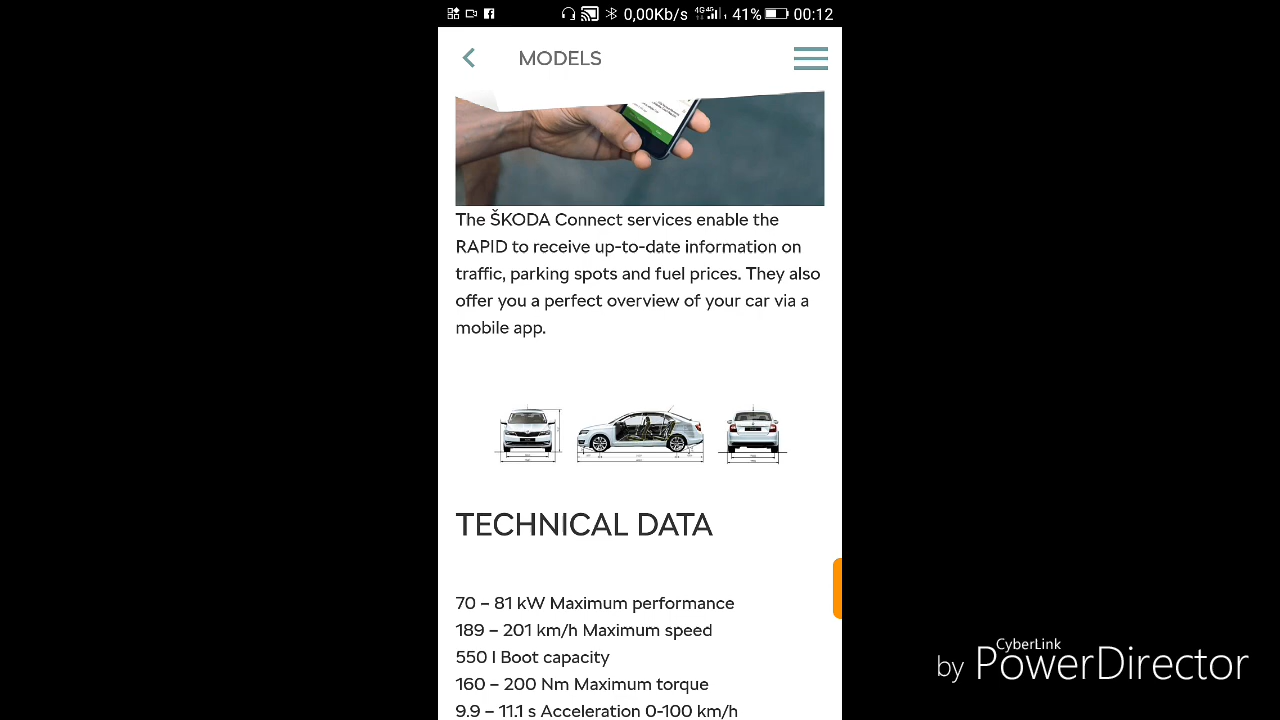 0,00Kb/s 41% 00:12
MODELS
The ŠKODA Connect services enable the
RAPID to receive up-to-date information on
traffic, parking spots and fuel prices. They also
offer you a perfect overview of your car via a
mobile app.
TECHNICAL DATA
70 – 81 kW Maximum performance
189 – 201 km/h Maximum speed
550 l Boot capacity
160 – 200 Nm Maximum torque
9.9 – 11.1 s Acceleration 0-100 km/h
CyberLink
by PowerDirector